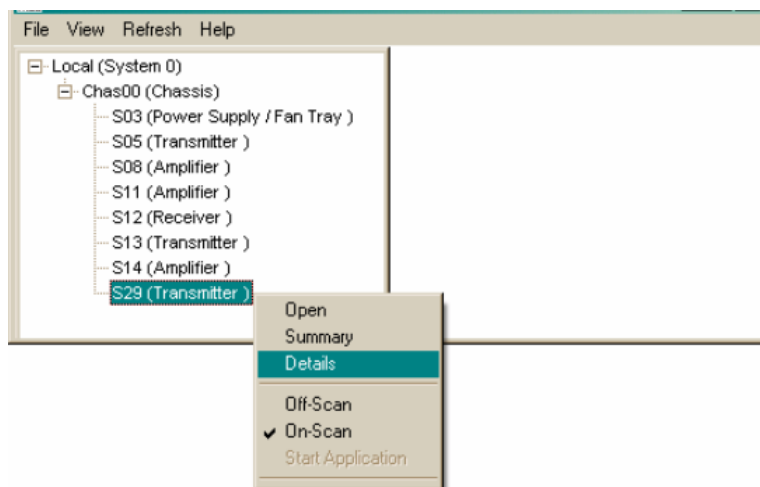 File View Refresh Help
Local (System 0)
Chas00 (Chassis)
S03 (Power Supply / Fan Tray )
S05 (Transmitter )
S08 (Amplifier )
S11 (Amplifier )
S12 (Receiver )
S13 (Transmitter )
S14 (Amplifier )
S29 (Transmitter )
Open
Summary
Details
Off-Scan
On-Scan
Start Application